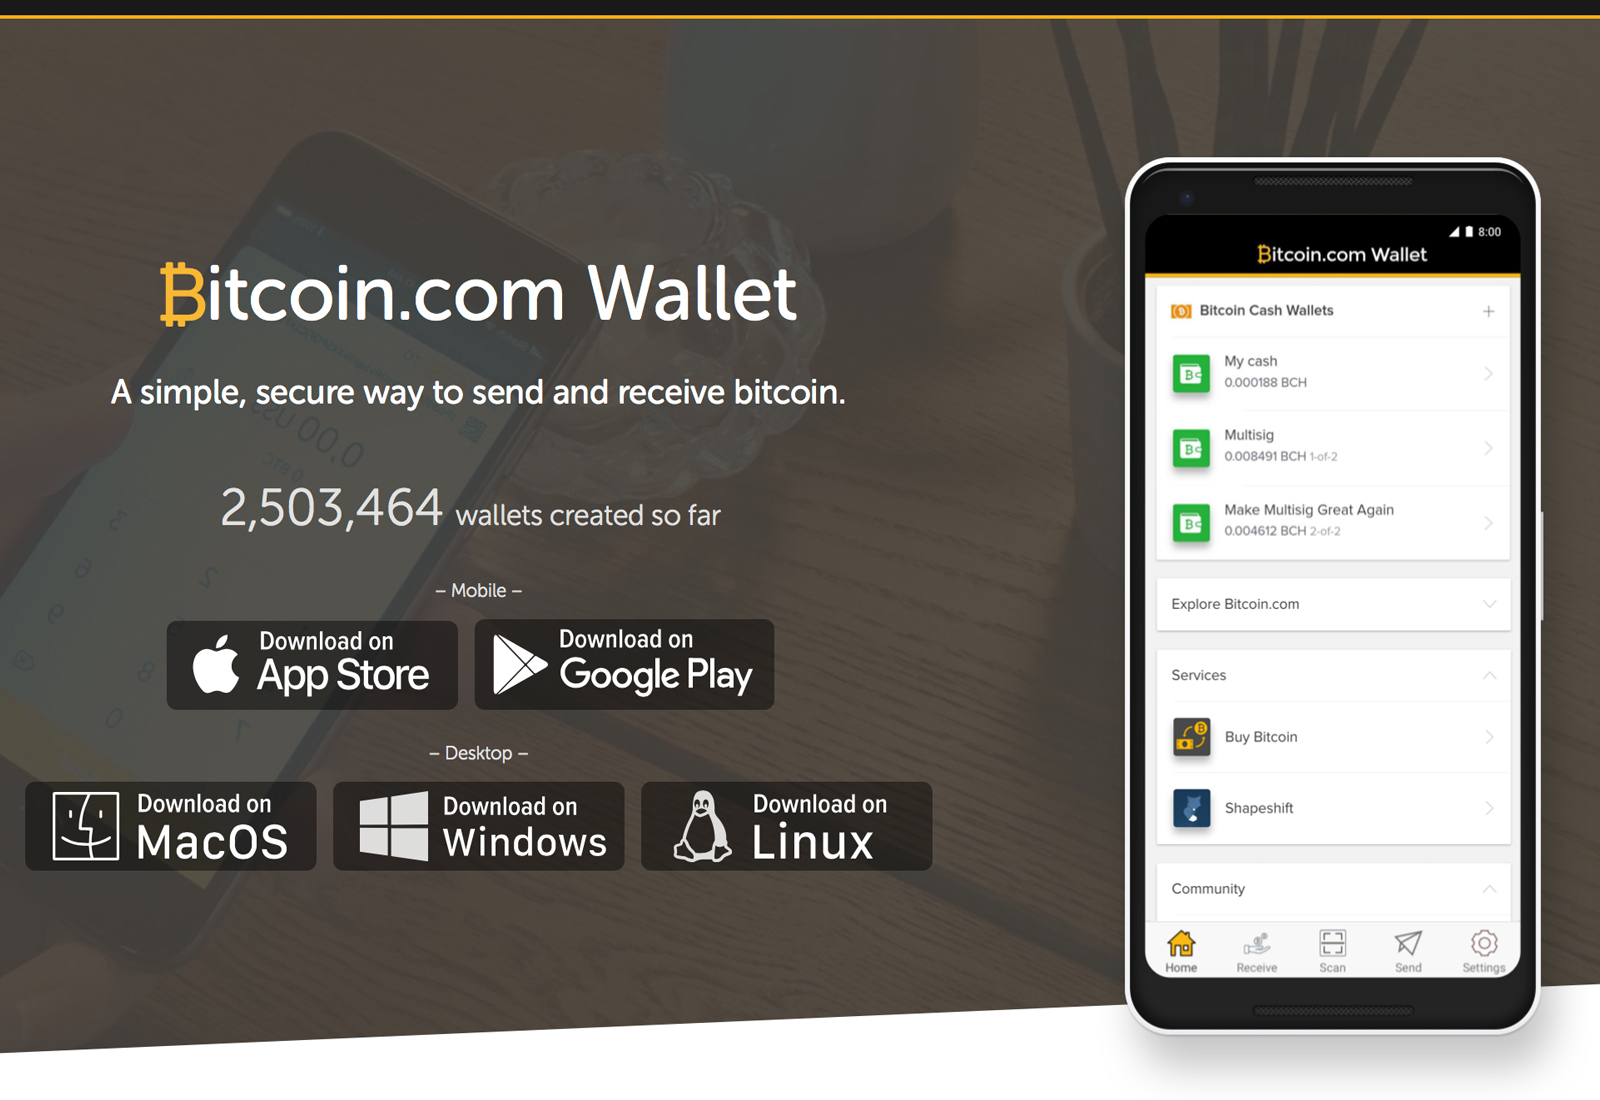 Bitcoin.com Wallet
A simple, secure way to send and receive bitcoin.
2,503,464 wallets created so far
– Mobile –
Download on
App Store
Download on
Google Play
– Desktop –
Download on
MacOS
Download on
Windows
Download on
Linux
8:00
Bitcoin.com Wallet
Bitcoin Cash Wallets
My cash
0.000188 BCH
Multisig
0.008491 BCH 1-of-2
Make Multisig Great Again
0.004612 BCH 2-of-2
Explore Bitcoin.com
Services
Buy Bitcoin
Shapeshift
Community
Home
Receive
Scan
Send
Settings